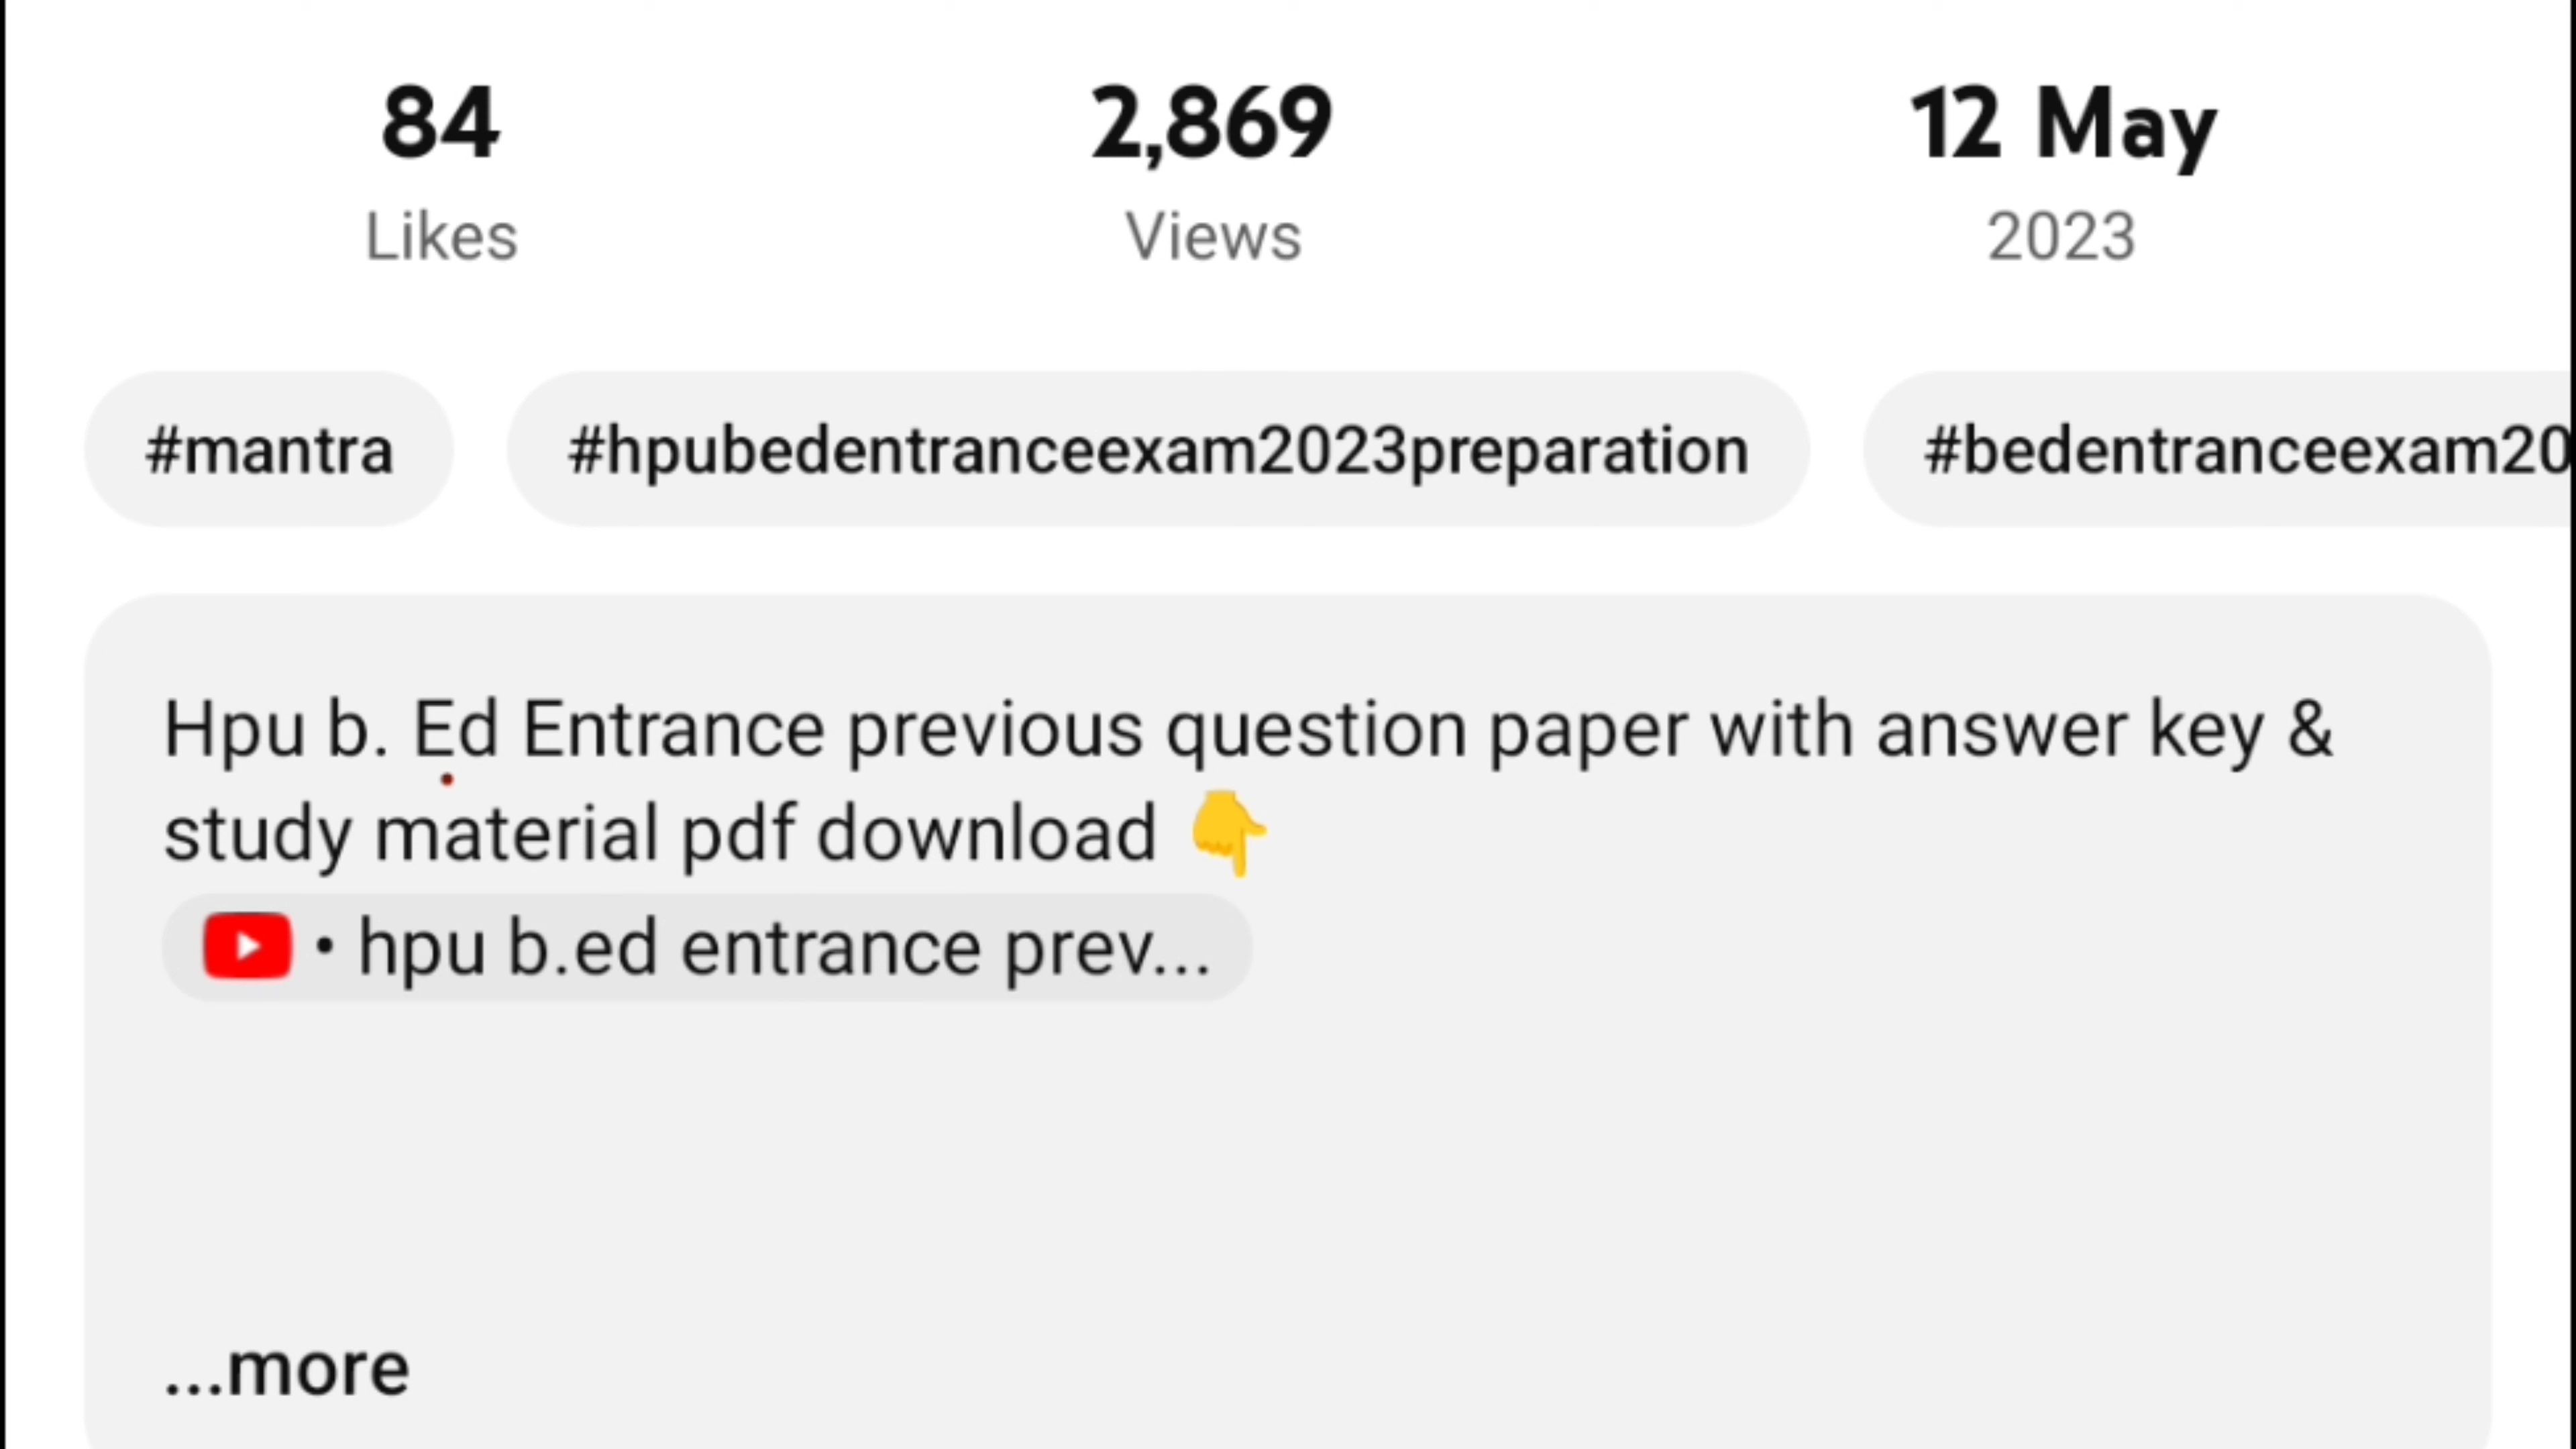 84 2,869 12 May
Likes Views 2023
#mantra #hpubedentranceexam2023preparation #bedentranceexam20
Hpu b. Ed Entrance previous question paper with answer key &
study material pdf download 👇
• hpu b.ed entrance prev...
...more